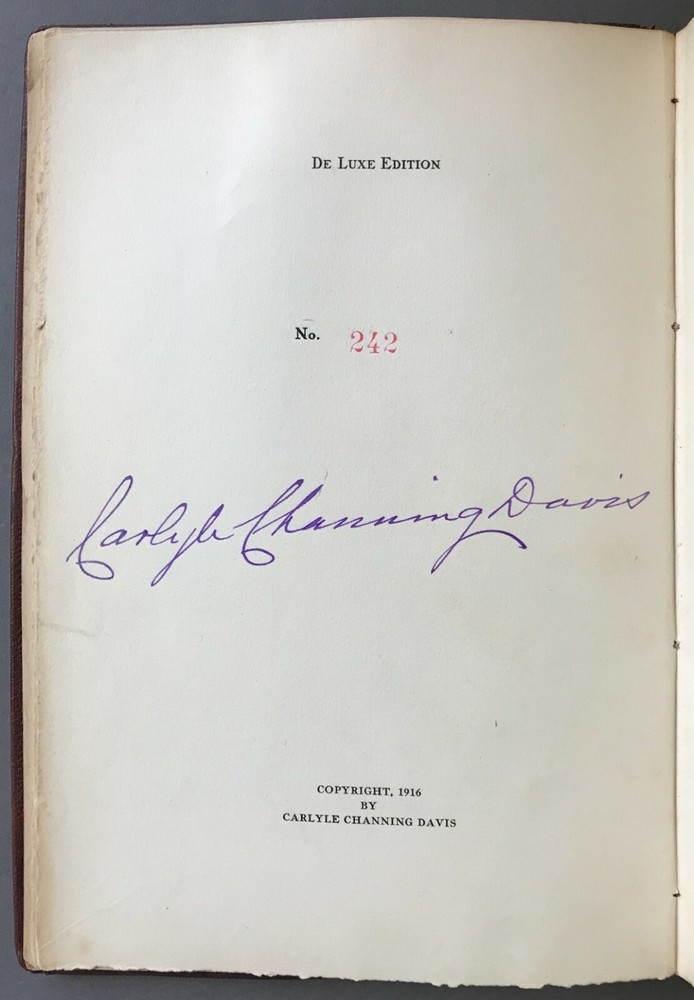 De Luxe Edition
No. 242
Carlyle Channing Davis
COPYRIGHT, 1916
BY
CARLYLE CHANNING DAVIS